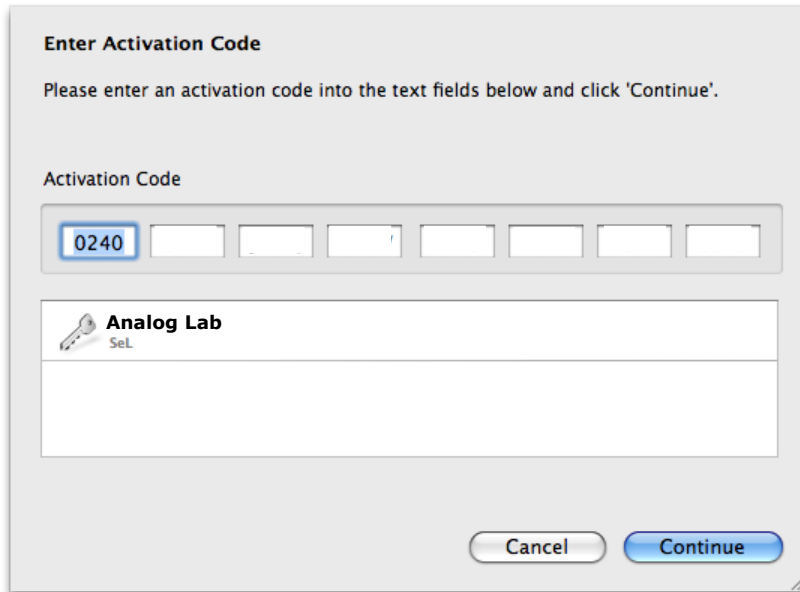 Enter Activation Code
Please enter an activation code into the text fields below and click 'Continue'.
Activation Code
0240
Analog Lab
SeL
Cancel Continue